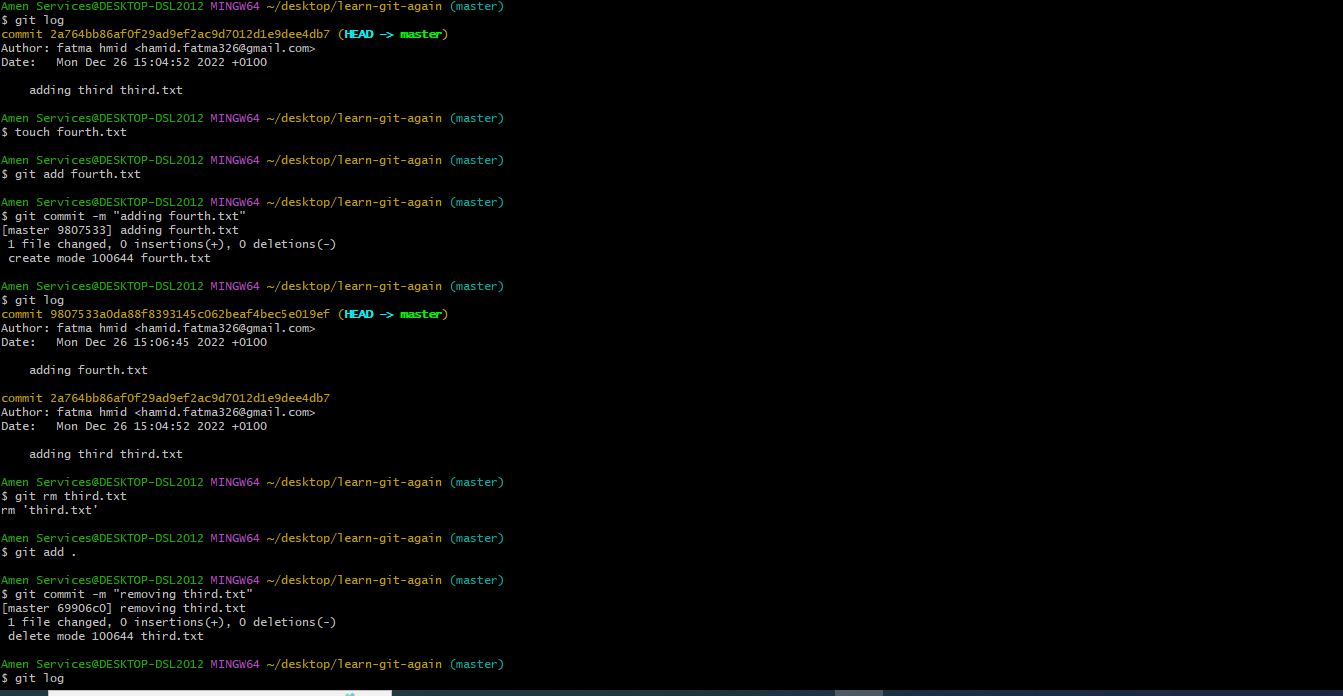 Amen Services@DESKTOP-DSL2012 MINGW64 ~/desktop/learn-git-again (master)
$ git log
commit 2a764bb86af0f29ad9ef2ac9d7012d1e9dee4db7 (HEAD -> master)
Author: fatma hmid <hamid.fatma326@gmail.com>
Date:   Mon Dec 26 15:04:52 2022 +0100

    adding third third.txt

Amen Services@DESKTOP-DSL2012 MINGW64 ~/desktop/learn-git-again (master)
$ touch fourth.txt

Amen Services@DESKTOP-DSL2012 MINGW64 ~/desktop/learn-git-again (master)
$ git add fourth.txt

Amen Services@DESKTOP-DSL2012 MINGW64 ~/desktop/learn-git-again (master)
$ git commit -m "adding fourth.txt"
[master 9807533] adding fourth.txt
 1 file changed, 0 insertions(+), 0 deletions(-)
 create mode 100644 fourth.txt

Amen Services@DESKTOP-DSL2012 MINGW64 ~/desktop/learn-git-again (master)
$ git log
commit 9807533a0da88f8393145c062beaf4bec5e019ef (HEAD -> master)
Author: fatma hmid <hamid.fatma326@gmail.com>
Date:   Mon Dec 26 15:06:45 2022 +0100

    adding fourth.txt

commit 2a764bb86af0f29ad9ef2ac9d7012d1e9dee4db7
Author: fatma hmid <hamid.fatma326@gmail.com>
Date:   Mon Dec 26 15:04:52 2022 +0100

    adding third third.txt

Amen Services@DESKTOP-DSL2012 MINGW64 ~/desktop/learn-git-again (master)
$ git rm third.txt
rm 'third.txt'

Amen Services@DESKTOP-DSL2012 MINGW64 ~/desktop/learn-git-again (master)
$ git add .

Amen Services@DESKTOP-DSL2012 MINGW64 ~/desktop/learn-git-again (master)
$ git commit -m "removing third.txt"
[master 69906c0] removing third.txt
 1 file changed, 0 insertions(+), 0 deletions(-)
 delete mode 100644 third.txt

Amen Services@DESKTOP-DSL2012 MINGW64 ~/desktop/learn-git-again (master)
$ git log